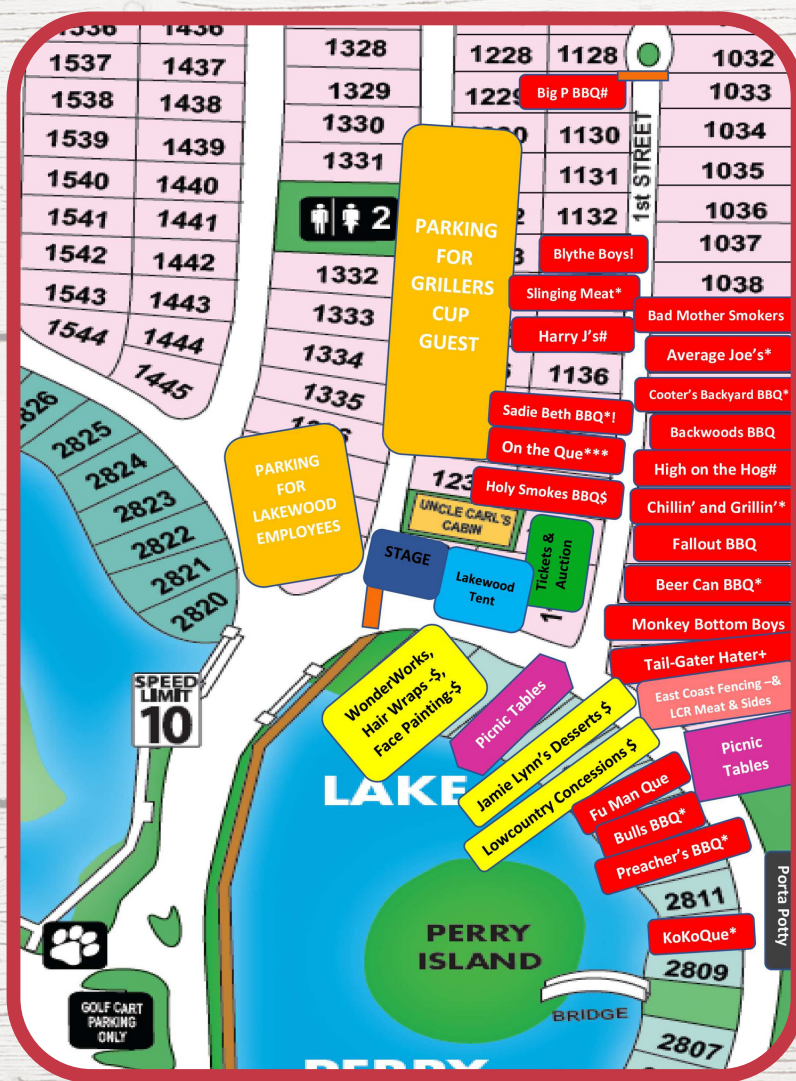 1537
1538
1539
1540
1541
1542
1543
1544
1436
1437
1438
1439
1440
1441
1442
1443
1444
1445
1328
1329
1330
1331
2
1332
1333
1334
1335
PARKING
FOR
GRILLERS
CUP
GUEST
PARKING
FOR
LAKEWOOD
EMPLOYEES
1228
1128
1130
1131
1132
1136
1st STREET
1032
1033
1034
1035
1036
1037
1038
Big P BBQ#
Blythe Boys!
Slinging Meat*
Harry J's#
Sadie Beth BBQ*!
On the Que***
Holy Smokes BBQ$
Bad Mother Smokers
Average Joe's*
Cooter's Backyard BBQ*
Backwoods BBQ
High on the Hog#
Chillin' and Grillin'*
Fallout BBQ
Beer Can BBQ*
Monkey Bottom Boys
Tail-Gater Hater+
East Coast Fencing –&
LCR Meat & Sides
UNCLE CARL'S
CABIN
STAGE
Lakewood
Tent
Tickets &
Auction
2825
2824
2823
2822
2821
2820
SPEED
LIMIT
10
WonderWorks,
Hair Wraps -$,
Face Painting-$
Picnic Tables
Jamie Lynn's Desserts $
Lowcountry Concessions $
Picnic
Tables
Fu Man Que
Bulls BBQ*
Preacher's BBQ*
LAKE
2811
KoKoQue*
2809
2807
Porta Potty
PERRY
ISLAND
BRIDGE
GOLF CART
PARKING
ONLY
PERRY